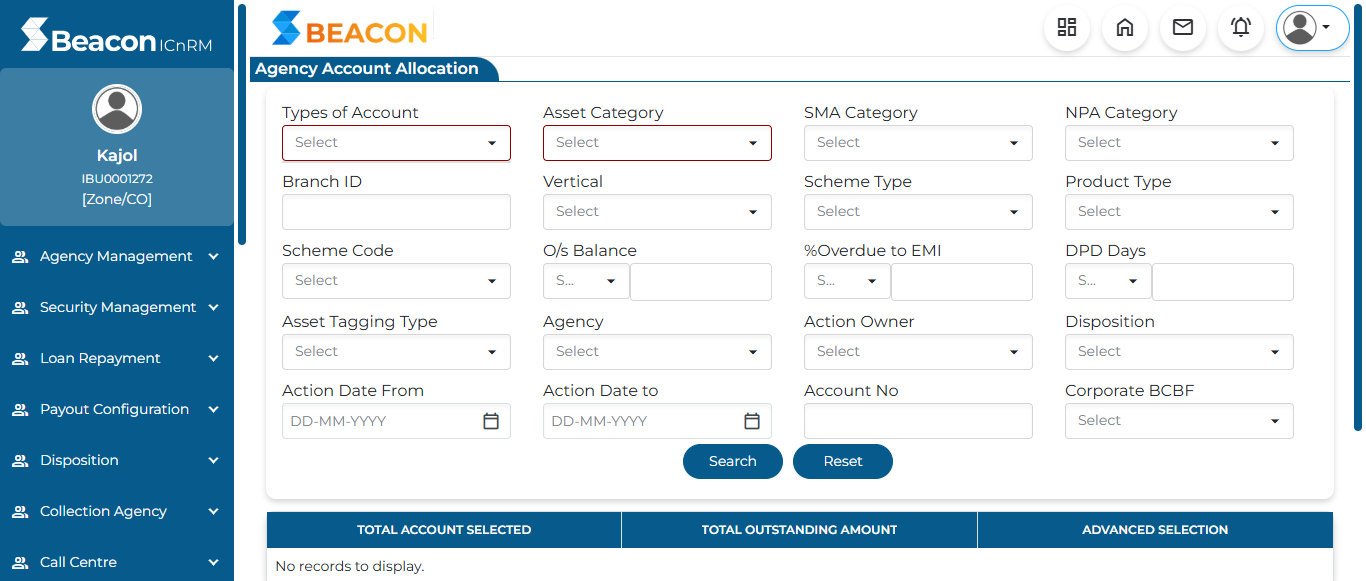 Beacon ICnRM
Kajol
IBU0001272
[Zone/CO]
Agency Management
Security Management
Loan Repayment
Payout Configuration
Disposition
Collection Agency
Call Centre
BEACON
Agency Account Allocation
Types of Account Asset Category SMA Category NPA Category
Select Select Select Select
Branch ID Vertical Scheme Type Product Type
Select Select Select
Scheme Code O/s Balance %Overdue to EMI DPD Days
Select S... S... S...
Asset Tagging Type Agency Action Owner Disposition
Select Select Select Select
Action Date From Action Date to Account No Corporate BCBF
DD-MM-YYYY DD-MM-YYYY Select
Search Reset
TOTAL ACCOUNT SELECTED TOTAL OUTSTANDING AMOUNT ADVANCED SELECTION
No records to display.